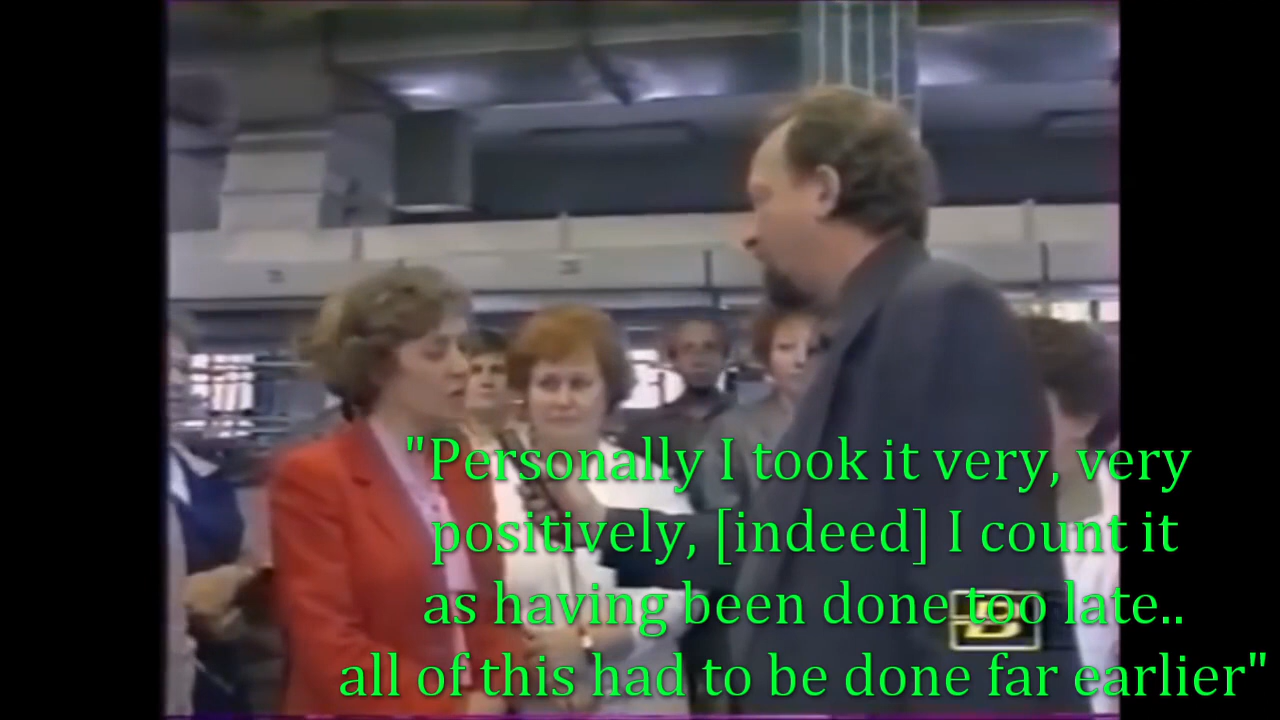 "Personally I took it very, very
positively, [indeed] I count it
as having been done too late..
all of this had to be done far earlier"